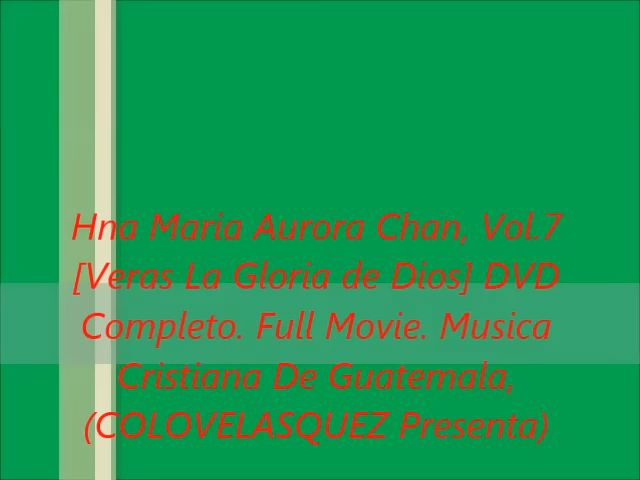 Hna Maria Aurora Chan, Vol.7
[Veras La Gloria de Dios] DVD
Completo. Full Movie. Musica
Cristiana De Guatemala,
(COLOVELASQUEZ Presenta)